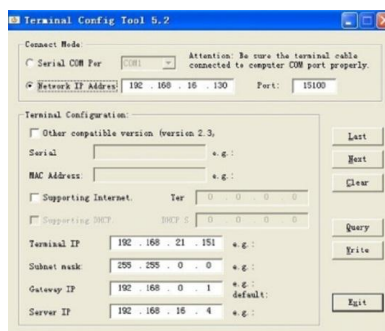 Terminal Config Tool 5.2
Connect Mode:
Serial COM Por COM1 Attention: Be sure the terminal cable
connected to computer COM port properly.
Network IP Addres 192 . 168 . 16 . 130 Port: 15100
Terminal Configuration:
Other compatible version (version 2.3,
Serial e.g.:
MAC Address: e.g.:
Supporting Internet. Ter 0 . 0 . 0 . 0
Supporting DHCP. DHCP S 0 . 0 . 0 . 0
Terminal IP 192 . 168 . 21 . 151 e.g.:
Subnet mask 255 . 255 . 0 . 0 e.g.:
Gateway IP 192 . 168 . 0 . 1 e.g.:
default:
Server IP 192 . 168 . 16 . 4 e.g.:
Last
Next
Clear
Query
Write
Exit